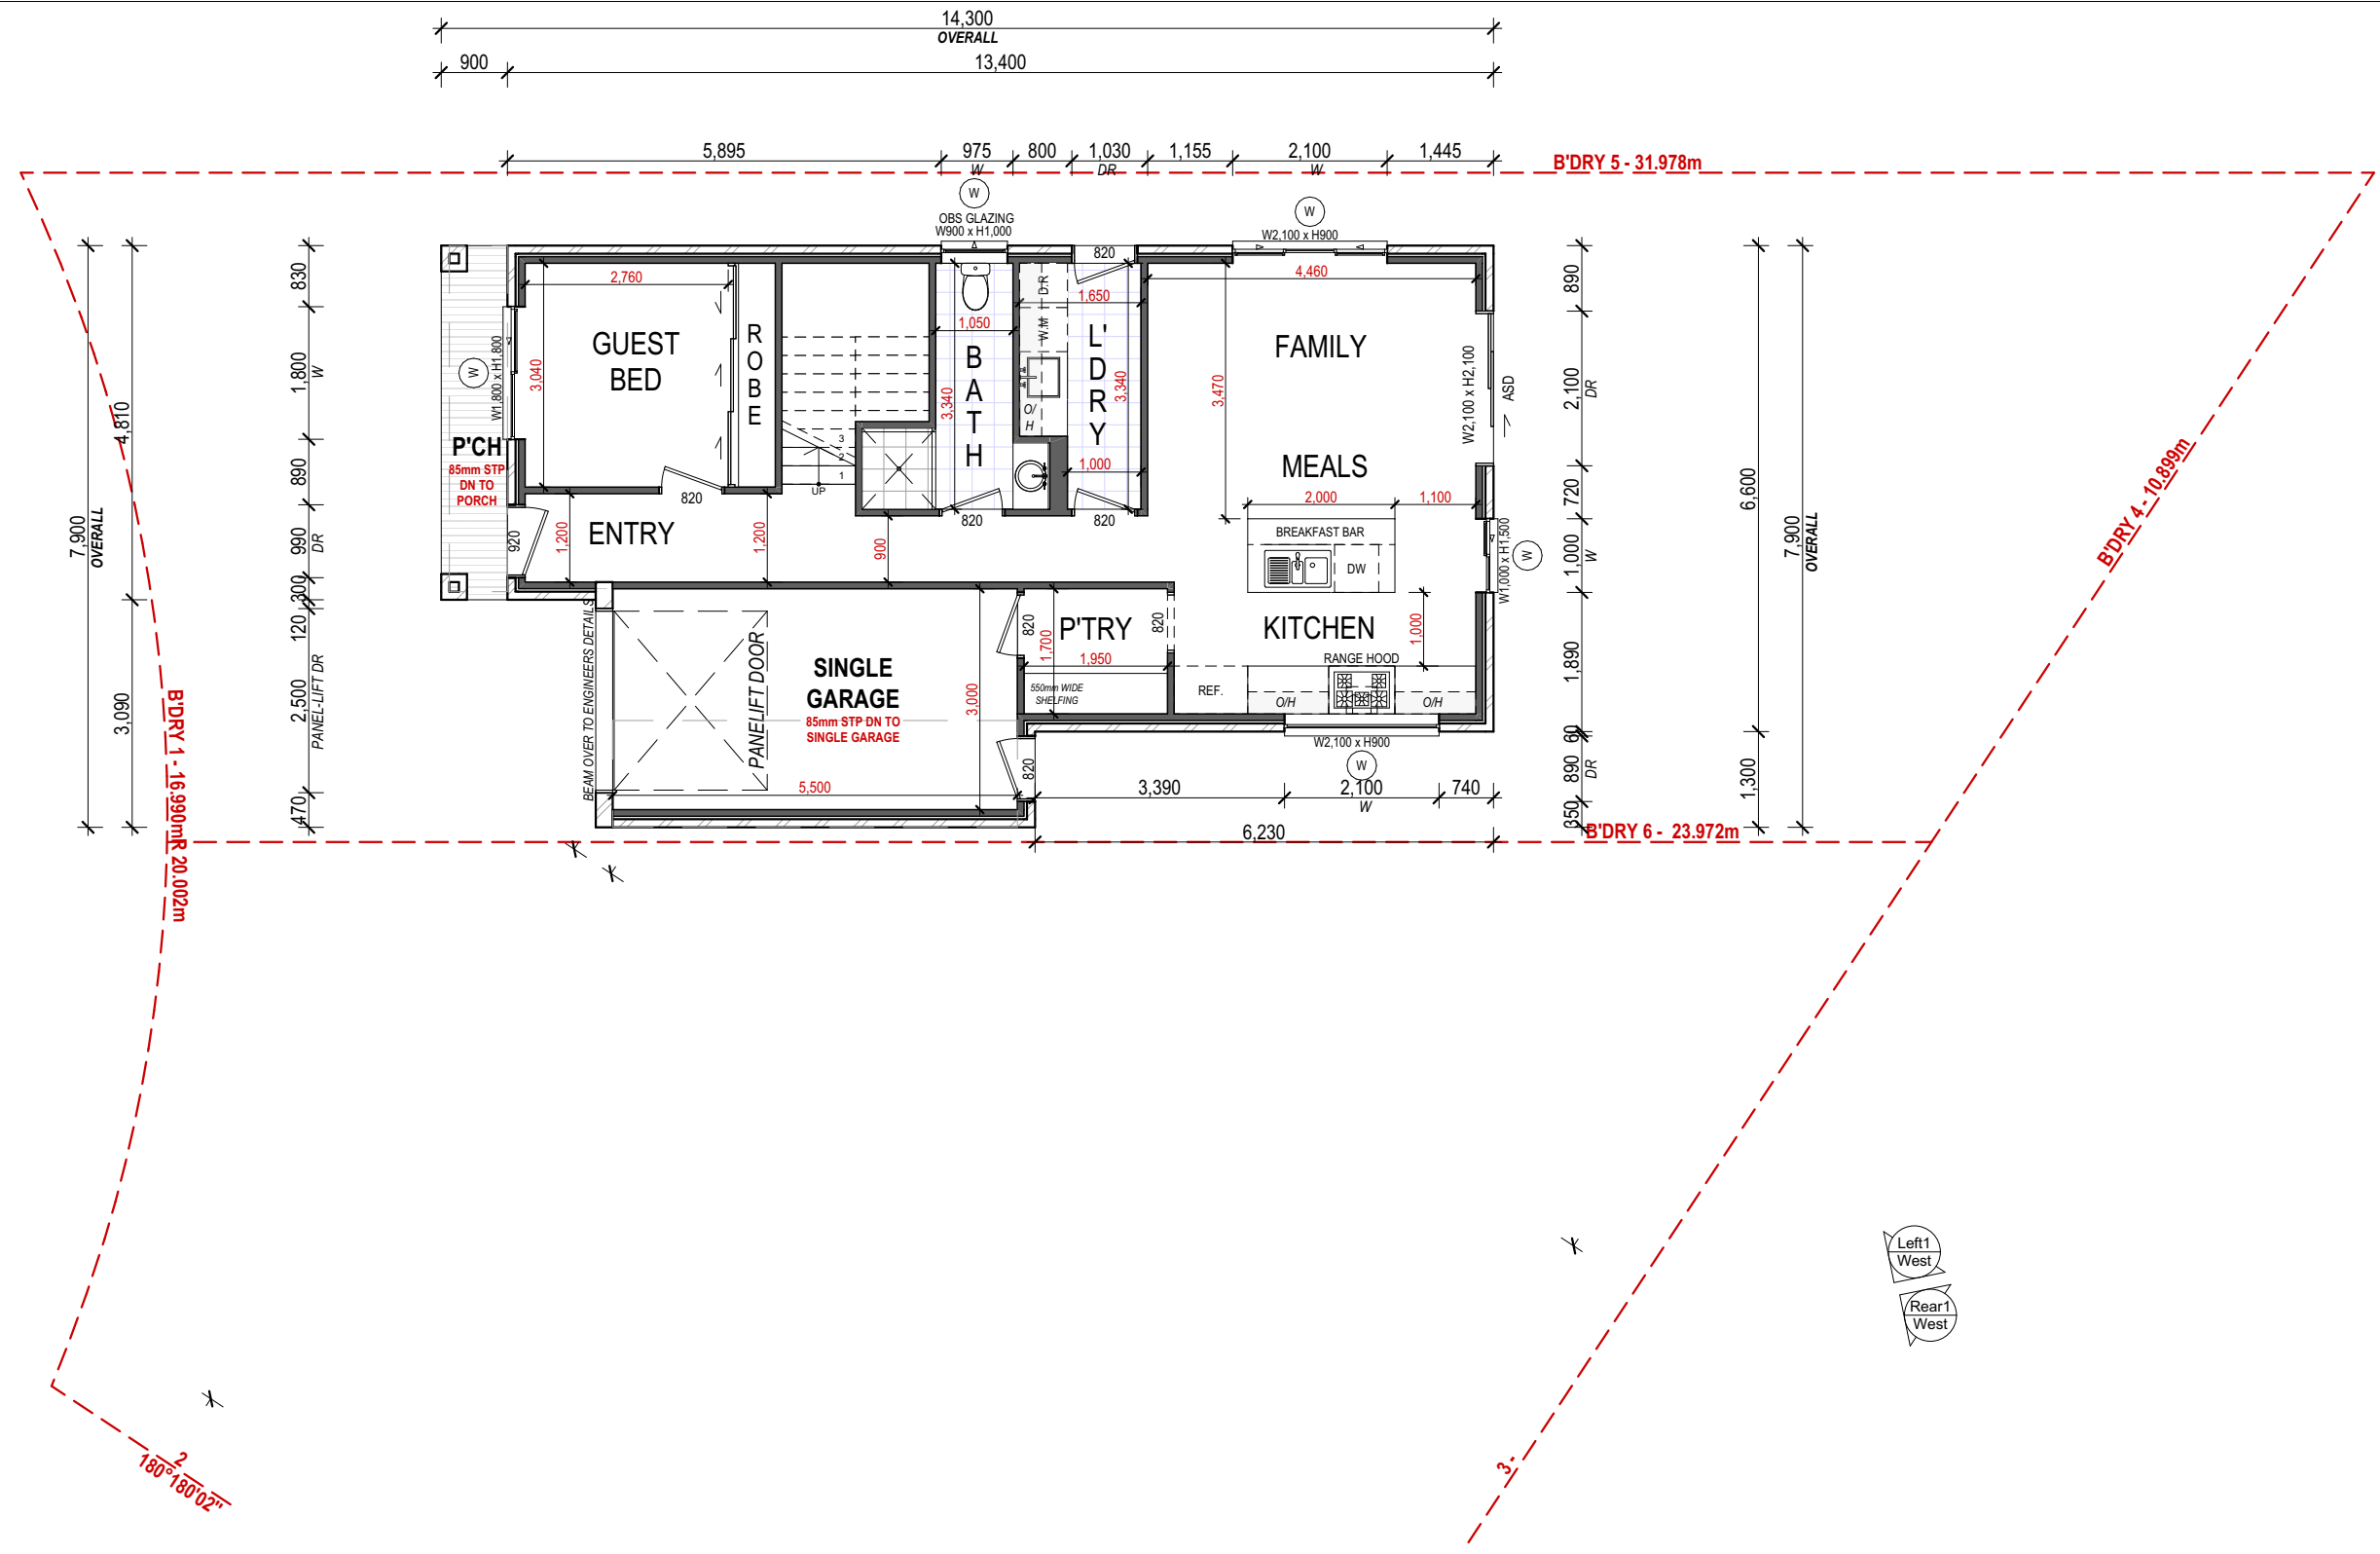 14,300
OVERALL
900
13,400
5,895
975
W
800
1,030
DR
1,155
2,100
W
1,445
B'DRY 5 - 31.978m
W
OBS GLAZING
W900 x H1,000
W
W2,100 x H900
820
4,460
2,760
1,650
1,050
3,040
GUEST
BED
ROBE
BATH
3,340
D.R
W.M
O/
H
L'
DRY
3,340
1,000
3,470
FAMILY
MEALS
W2,100 x H2,100
ASD
W
W1,800 x H1,800
P'CH
85mm STP
DN TO
PORCH
3
2
1
UP
820
820
820
920
ENTRY
1,200
1,200
900
2,000
1,100
BREAKFAST BAR
DW
W1,000 x H1,500
W
BEAM OVER TO ENGINEERS DETAILS
PANELIFT DOOR
SINGLE
GARAGE
85mm STP DN TO
SINGLE GARAGE
3,000
5,500
820
820
P'TRY
820
1,700
1,950
550mm WIDE
SHELFING
KITCHEN
1,000
RANGE HOOD
REF.
O/H
O/H
W2,100 x H900
W
3,390
2,100
W
740
6,230
7,900
OVERALL
4,810
3,090
830
1,800
W
890
990
DR
300
120
2,500
PANEL-LIFT DR
470
890
2,100
DR
720
1,000
W
1,890
60
890
DR
350
6,600
1,300
7,900
OVERALL
B'DRY 1 - 16.990mR 20.002m
B'DRY 4 - 10.899m
B'DRY 6 - 23.972m
Left1
West
Rear1
West
2
180°180'02"
3 -